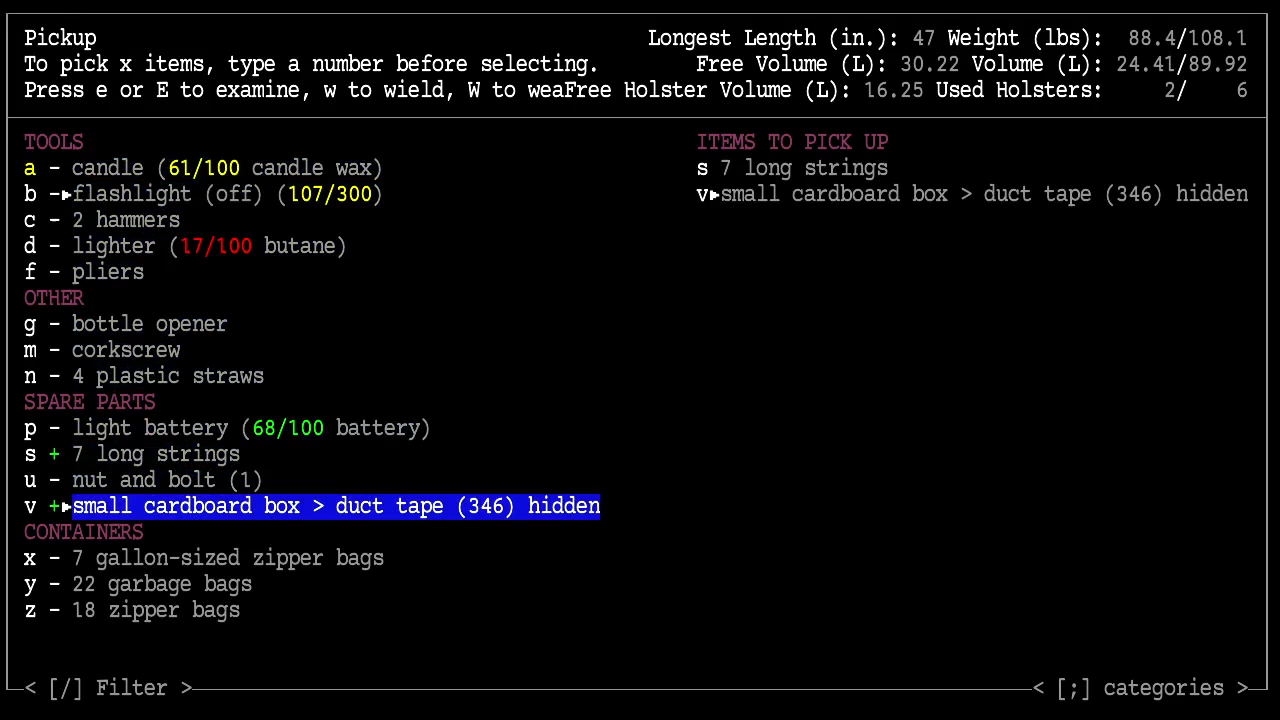 Pickup Longest Length (in.): 47 Weight (lbs): 88.4/108.1
To pick x items, type a number before selecting. Free Volume (L): 30.22 Volume (L): 24.41/89.92
Press e or E to examine, w to wield, W to weaFree Holster Volume (L): 16.25 Used Holsters: 2/ 6
TOOLS ITEMS TO PICK UP
a - candle (61/100 candle wax) s 7 long strings
b -▸flashlight (off) (107/300) v▸small cardboard box > duct tape (346) hidden
c - 2 hammers
d - lighter (17/100 butane)
f - pliers
OTHER
g - bottle opener
m - corkscrew
n - 4 plastic straws
SPARE PARTS
p - light battery (68/100 battery)
s + 7 long strings
u - nut and bolt (1)
v +▸small cardboard box > duct tape (346) hidden
CONTAINERS
x - 7 gallon-sized zipper bags
y - 22 garbage bags
z - 18 zipper bags
< [/] Filter > < [;] categories >